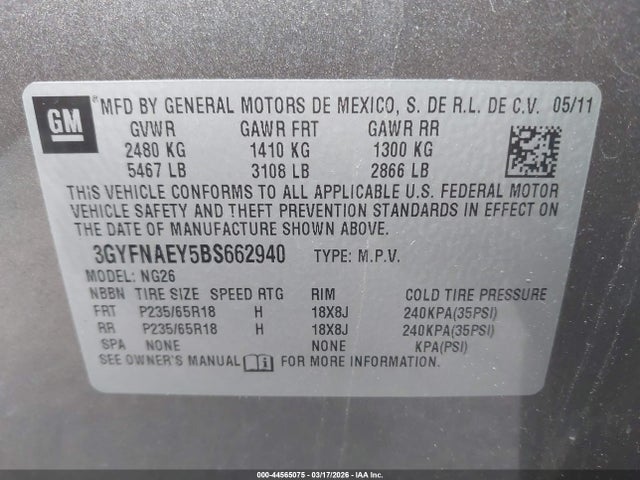 GM
® MFD BY GENERAL MOTORS DE MEXICO, S. DE R.L. DE C.V. 05/11
GVWR GAWR FRT GAWR RR
2480 KG 1410 KG 1300 KG
5467 LB 3108 LB 2866 LB
THIS VEHICLE CONFORMS TO ALL APPLICABLE U.S. FEDERAL MOTOR
VEHICLE SAFETY AND THEFT PREVENTION STANDARDS IN EFFECT ON
THE DATE OF MANUFACTURE SHOWN ABOVE.
3GYFNAEY5BS662940 TYPE: M.P.V.
MODEL: NG26
NBBN TIRE SIZE SPEED RTG RIM COLD TIRE PRESSURE
FRT P235/65R18 H 18X8J 240KPA(35PSI)
RR P235/65R18 H 18X8J 240KPA(35PSI)
SPA NONE NONE KPA(PSI)
SEE OWNER'S MANUAL FOR MORE INFORMATION.
000-44565075 - 03/17/2026 - IAA Inc.